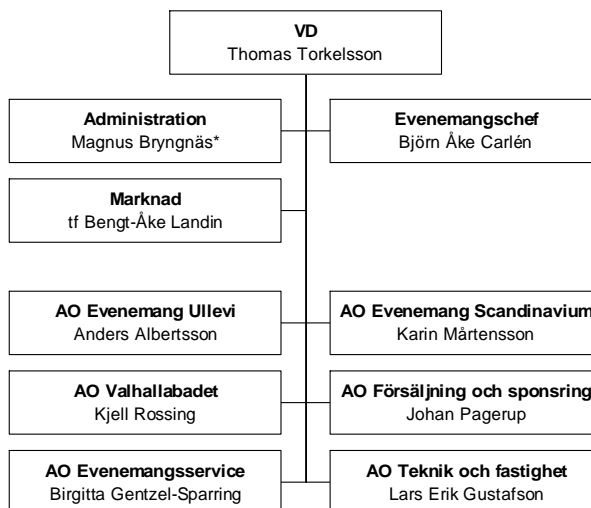 VD
Thomas Torkelsson
Administration
Magnus Bryngnäs*
Evenemangschef
Björn Åke Carlén
Marknad
tf Bengt-Åke Landin
AO Evenemang Ullevi
Anders Albertsson
AO Evenemang Scandinavium
Karin Mårtensson
AO Valhallabadet
Kjell Rossing
AO Försäljning och sponsring
Johan Pagerup
AO Evenemangsservice
Birgitta Gentzel-Sparring
AO Teknik och fastighet
Lars Erik Gustafson